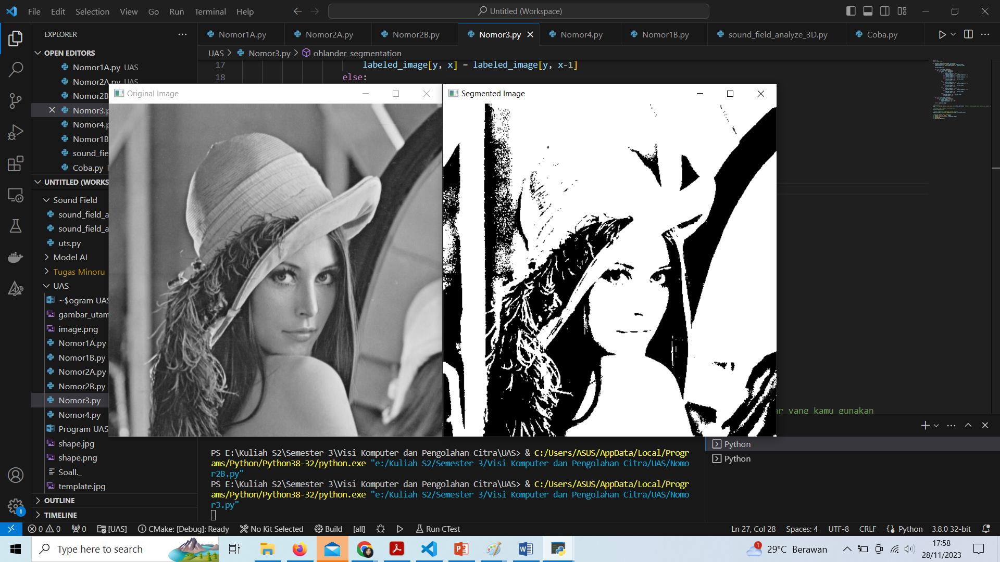 File Edit Selection View Go Run Terminal Help
Untitled (Workspace)
EXPLORER
OPEN EDITORS
Nomor1A.py UAS
Nomor2A.py UAS
Nomor2B
Nomor3.p
Nomor4.p
Nomor1B
sound_fie
Coba.py
UNTITLED (WORKS
Sound Field
sound_field_a
sound_field_a
uts.py
Model AI
Tugas Minoru
UAS
~$ogram UAS
gambar_utam
image.png
Nomor1A.py
Nomor1B.py
Nomor2A.py
Nomor2B.py
Nomor3.py
Nomor4.py
Program UAS
shape.jpg
shape.png
Soall._
template.jpg
OUTLINE
TIMELINE
Nomor1A.py Nomor2A.py Nomor2B.py Nomor3.py Nomor4.py Nomor1B.py sound_field_analyze_3D.py Coba.py
UAS > Nomor3.py > ohlander_segmentation
17 labeled_image[y, x] = labeled_image[y, x-1]
18 else:
Original Image
Segmented Image
ar yang kamu gunakan
PS E:\Kuliah S2\Semester 3\Visi Komputer dan Pengolahan Citra\UAS> & C:/Users/ASUS/AppData/Local/Progr
ams/Python/Python38-32/python.exe "e:/Kuliah S2/Semester 3/Visi Komputer dan Pengolahan Citra/UAS/Nomo
r2B.py"
PS E:\Kuliah S2\Semester 3\Visi Komputer dan Pengolahan Citra\UAS> & C:/Users/ASUS/AppData/Local/Progr
ams/Python/Python38-32/python.exe "e:/Kuliah S2/Semester 3/Visi Komputer dan Pengolahan Citra/UAS/Nomo
r3.py"
Python
Python
1
0 0 0 [UAS] CMake: [Debug]: Ready No Kit Selected Build [all] Run CTest
Ln 27, Col 28 Spaces: 4 UTF-8 CRLF Python 3.8.0 32-bit
Type here to search
1
29°C Berawan
17:58
28/11/2023